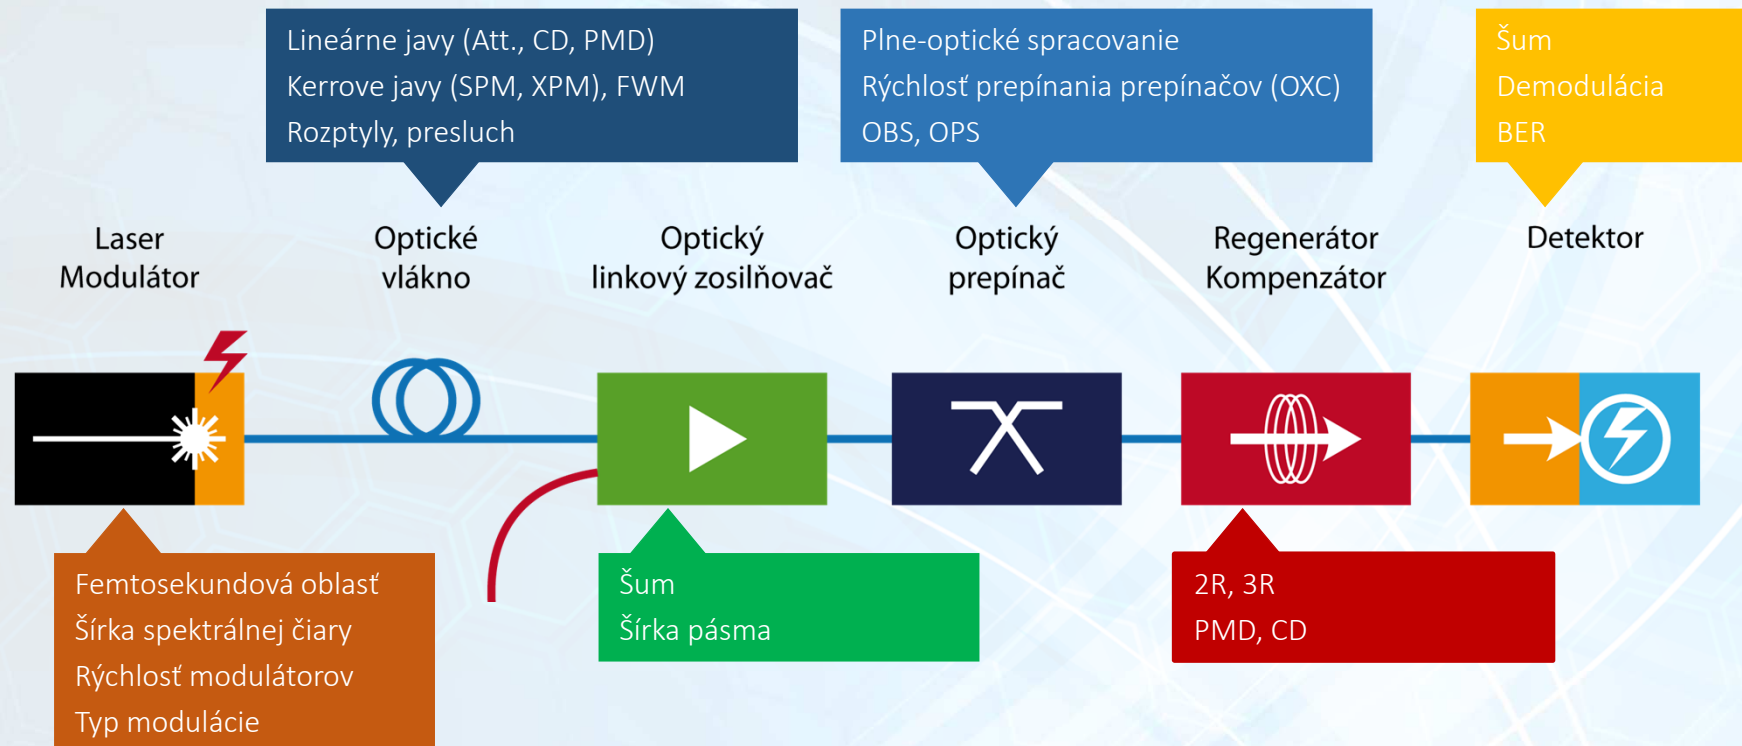 Lineárne javy (Att., CD, PMD)
Kerrove javy (SPM, XPM), FWM
Rozptyly, presluch
Plne-optické spracovanie
Rýchlosť prepínania prepínačov (OXC)
OBS, OPS
Šum
Demodulácia
BER
Laser
Modulátor
Optické
vlákno
Optický
linkový zosilňovač
Optický
prepínač
Regenerátor
Kompenzátor
Detektor
Femtosekundová oblasť
Šírka spektrálnej čiary
Rýchlosť modulátorov
Typ modulácie
Šum
Šírka pásma
2R, 3R
PMD, CD